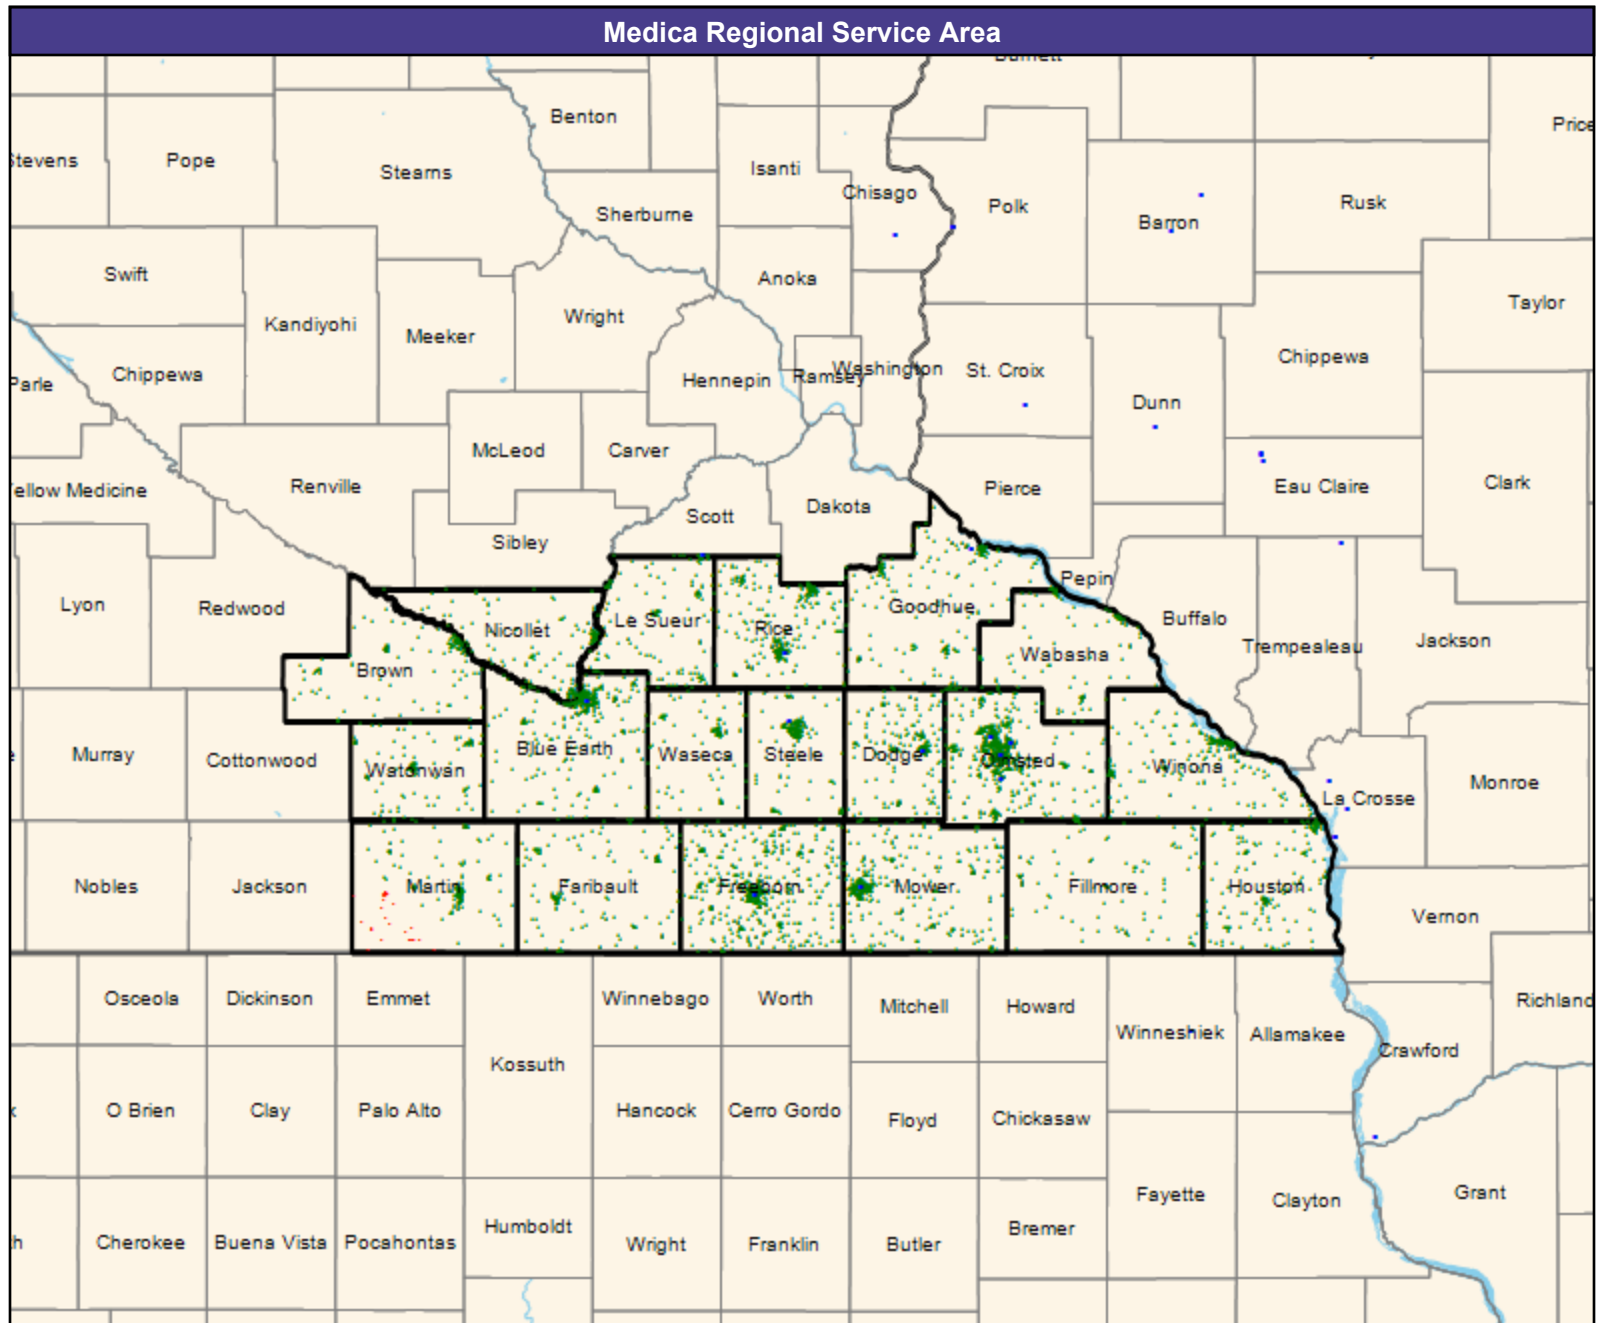 Medica Regional Service Area
Benton
Price
Stevens
Pope
Stearns
Isanti
Chisago
Polk
Barron
Rusk
Sherburne
Swift
Anoka
Taylor
Kandiyohi
Meeker
Wright
Chippewa
Chippewa
Parle
Hennepin
Ramsey
Washington
St. Croix
Dunn
McLeod
Carver
Yellow Medicine
Renville
Scott
Dakota
Pierce
Eau Claire
Clark
Sibley
Lyon
Redwood
Nicollet
Le Sueur
Rice
Goodhue
Pepin
Buffalo
Trempealeau
Jackson
Brown
Wabasha
Murray
Cottonwood
Watonwan
Blue Earth
Waseca
Steele
Dodge
Olmsted
Winona
La Crosse
Monroe
Nobles
Jackson
Martin
Faribault
Freeborn
Mower
Fillmore
Houston
Vernon
Osceola
Dickinson
Emmet
Winnebago
Worth
Mitchell
Howard
Winneshiek
Allamakee
Crawford
Richland
Kossuth
O Brien
Clay
Palo Alto
Hancock
Cerro Gordo
Floyd
Chickasaw
Cherokee
Buena Vista
Pocahontas
Humboldt
Wright
Franklin
Butler
Bremer
Fayette
Clayton
Grant